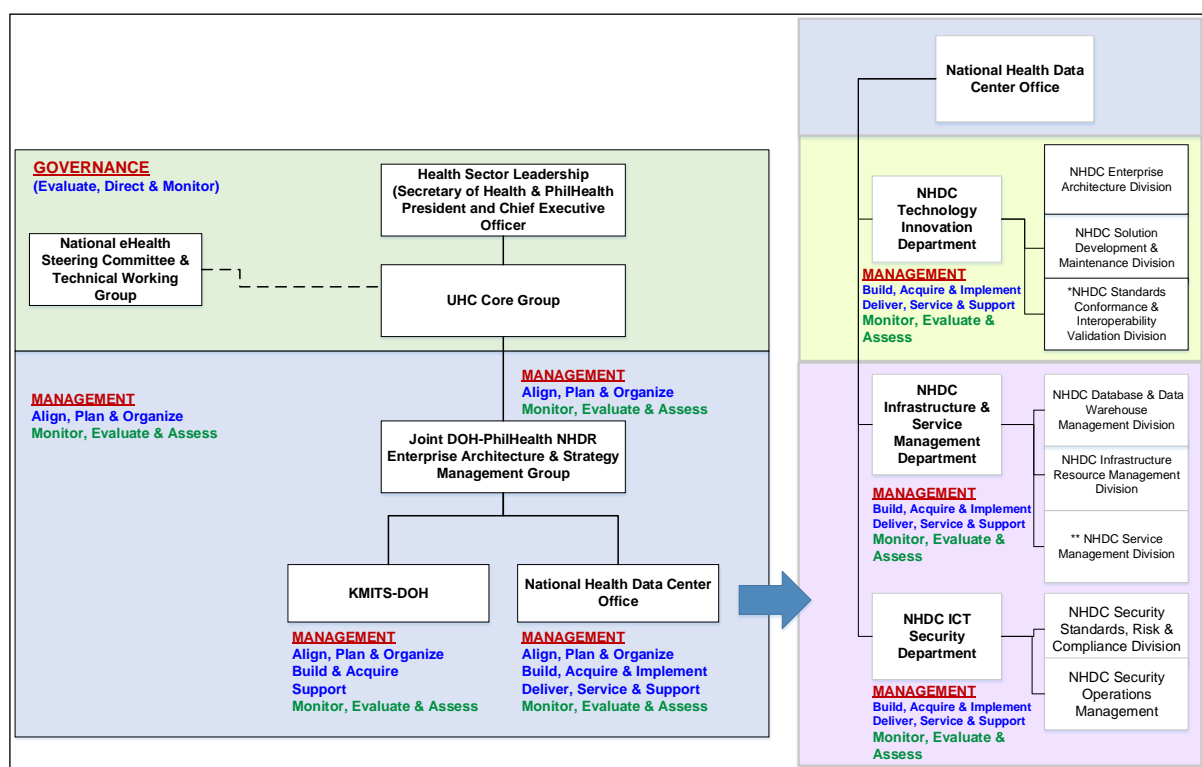 GOVERNANCE
(Evaluate, Direct & Monitor)
Health Sector Leadership
(Secretary of Health & PhilHealth
President and Chief Executive
Officer
National eHealth
Steering Committee &
Technical Working
Group
UHC Core Group
MANAGEMENT
Align, Plan & Organize
Monitor, Evaluate & Assess
MANAGEMENT
Align, Plan & Organize
Monitor, Evaluate & Assess
Joint DOH-PhilHealth NHDR
Enterprise Architecture & Strategy
Management Group
KMITS-DOH
MANAGEMENT
Align, Plan & Organize
Build & Acquire
Support
Monitor, Evaluate & Assess
National Health Data Center
Office
MANAGEMENT
Align, Plan & Organize
Build, Acquire & Implement
Deliver, Service & Support
Monitor, Evaluate & Assess
National Health Data
Center Office
NHDC
Technology
Innovation
Department
MANAGEMENT
Build, Acquire & Implement
Deliver, Service & Support
Monitor, Evaluate &
Assess
NHDC Enterprise
Architecture Division
NHDC Solution
Development &
Maintenance Division
*NHDC Standards
Conformance &
Interoperability
Validation Division
NHDC
Infrastructure &
Service
Management
Department
MANAGEMENT
Build, Acquire & Implement
Deliver, Service & Support
Monitor, Evaluate &
Assess
NHDC Database & Data
Warehouse
Management Division
NHDC Infrastructure
Resource Management
Division
** NHDC Service
Management Division
NHDC ICT
Security
Department
MANAGEMENT
Build, Acquire & Implement
Deliver, Service & Support
Monitor, Evaluate &
Assess
NHDC Security
Standards, Risk &
Compliance Division
NHDC Security
Operations
Management